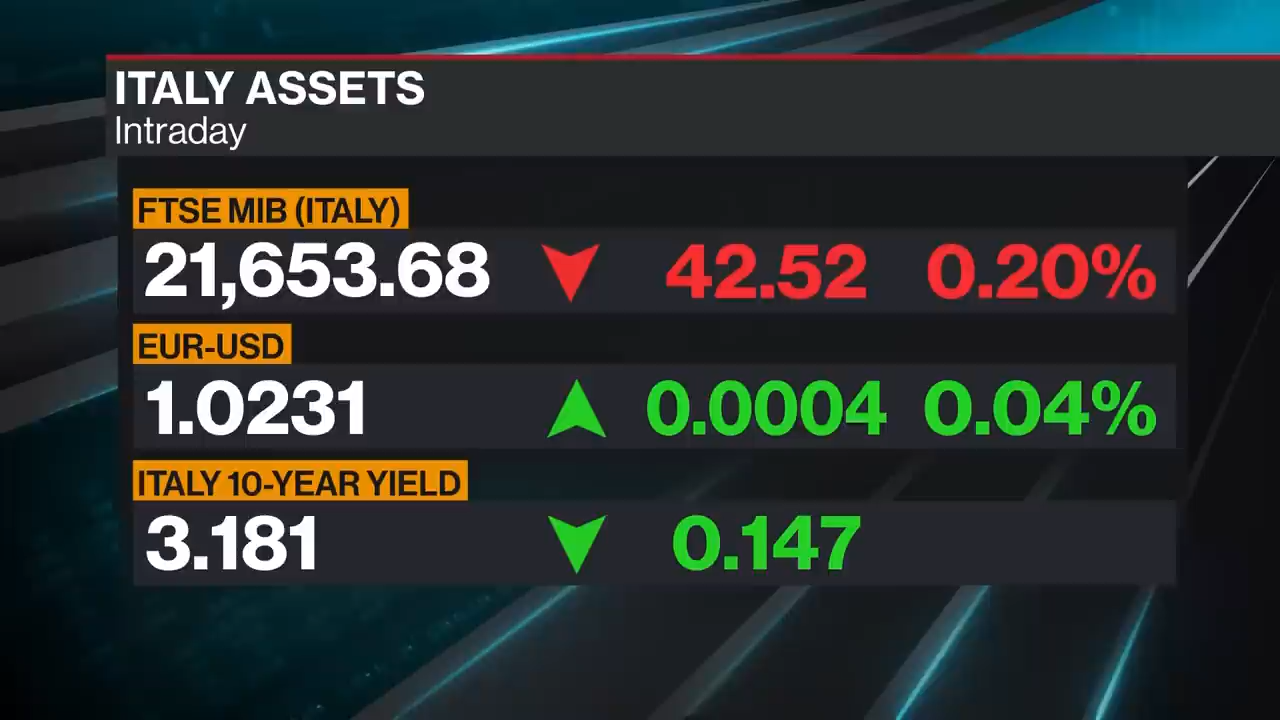 ITALY ASSETS
Intraday
FTSE MIB (ITALY)
21,653.68 ▼ 42.52 0.20%
EUR-USD
1.0231 ▲ 0.0004 0.04%
ITALY 10-YEAR YIELD
3.181 ▼ 0.147